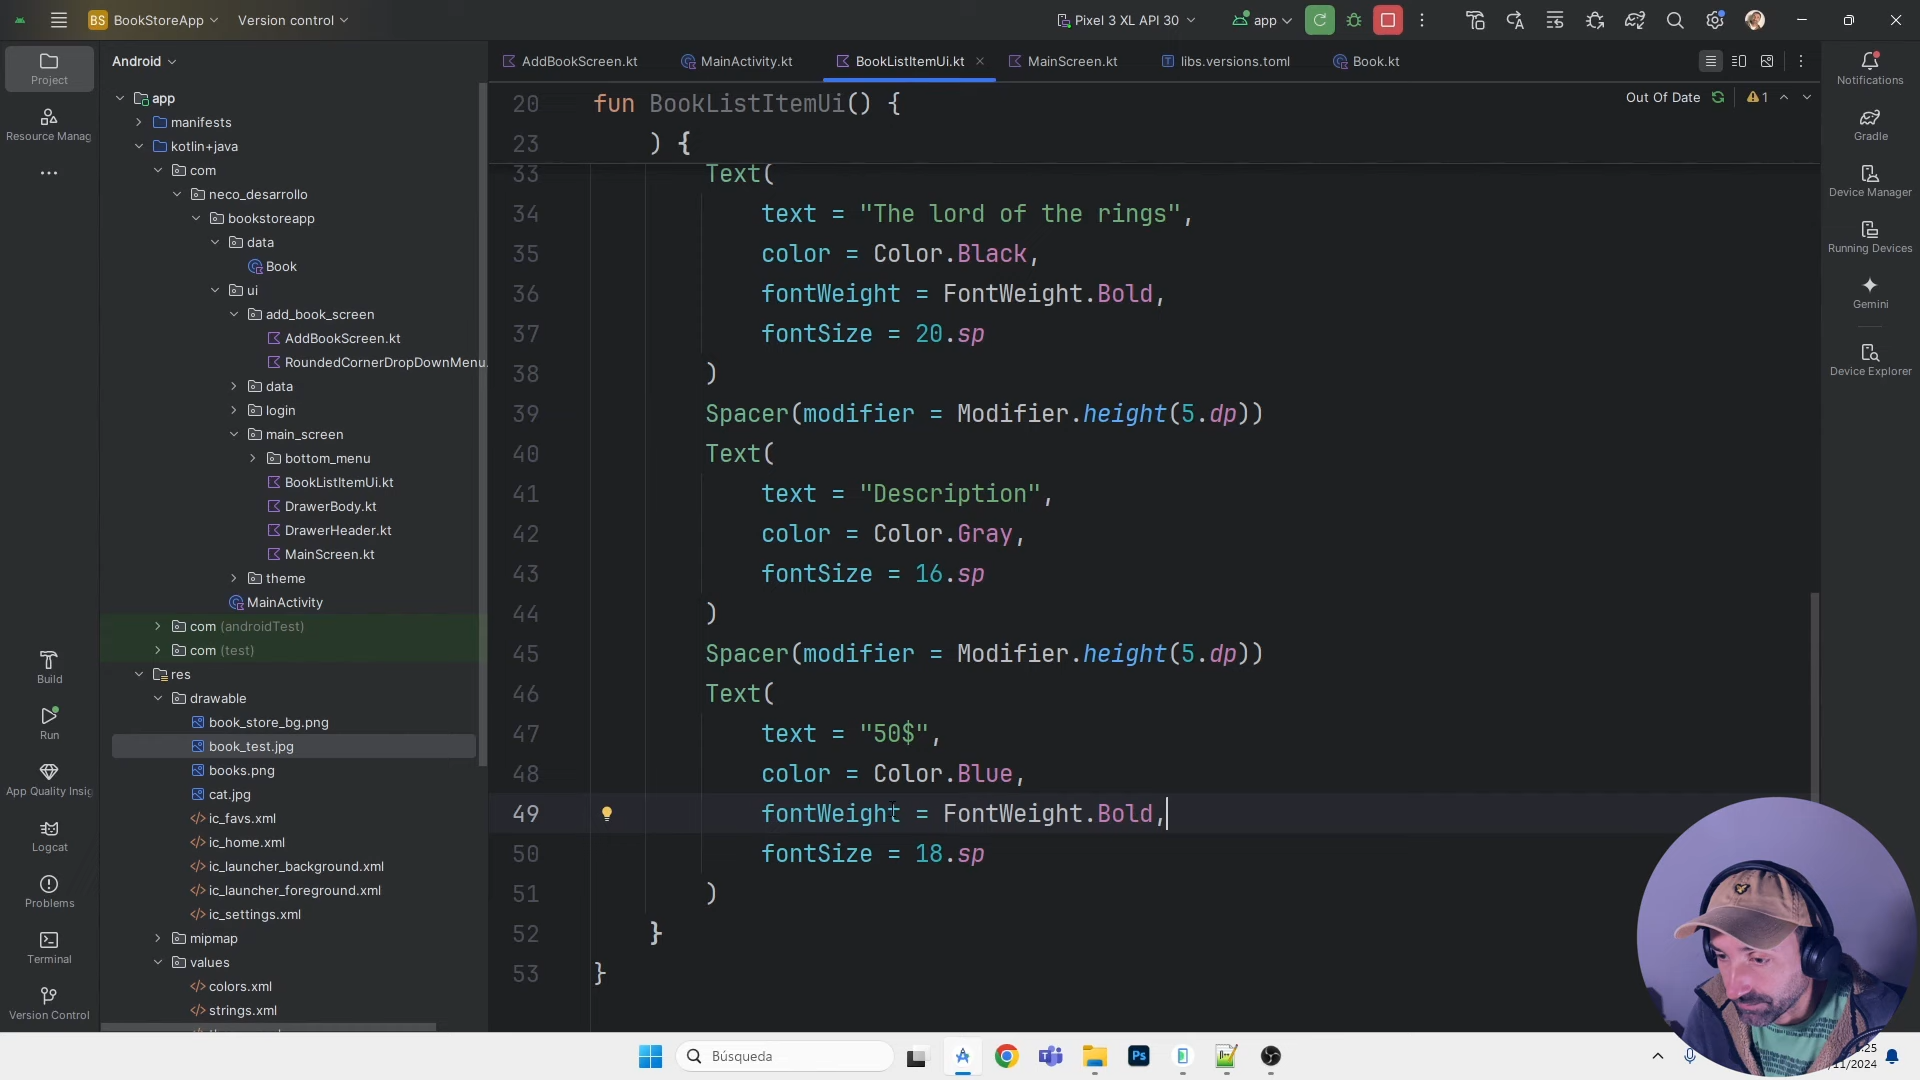 BS BookStoreApp Version control Pixel 3 XL API 30 app
Project
Resource Manag
Build
Run
App Quality Insig
Logcat
Problems
Terminal
Version Control
Android
app
manifests
kotlin+java
com
neco_desarrollo
bookstoreapp
data
Book
ui
add_book_screen
AddBookScreen.kt
RoundedCornerDropDownMenu.
data
login
main_screen
bottom_menu
BookListItemUi.kt
DrawerBody.kt
DrawerHeader.kt
MainScreen.kt
theme
MainActivity
com (androidTest)
com (test)
res
drawable
book_store_bg.png
book_test.jpg
books.png
cat.jpg
ic_favs.xml
ic_home.xml
ic_launcher_background.xml
ic_launcher_foreground.xml
ic_settings.xml
mipmap
values
colors.xml
strings.xml
AddBookScreen.kt MainActivity.kt BookListItemUi.kt MainScreen.kt libs.versions.toml Book.kt
Out Of Date 1
20 fun BookListItemUi() {
23 ) {
33 Text(
34 text = "The lord of the rings",
35 color = Color.Black,
36 fontWeight = FontWeight.Bold,
37 fontSize = 20.sp
38 )
39 Spacer(modifier = Modifier.height(5.dp))
40 Text(
41 text = "Description",
42 color = Color.Gray,
43 fontSize = 16.sp
44 )
45 Spacer(modifier = Modifier.height(5.dp))
46 Text(
47 text = "50$",
48 color = Color.Blue,
49 fontWeight = FontWeight.Bold,
50 fontSize = 18.sp
51 )
52 }
53 }
Notifications
Gradle
Device Manager
Running Devices
Gemini
Device Explorer
Búsqueda
Ps
:25
/11/2024